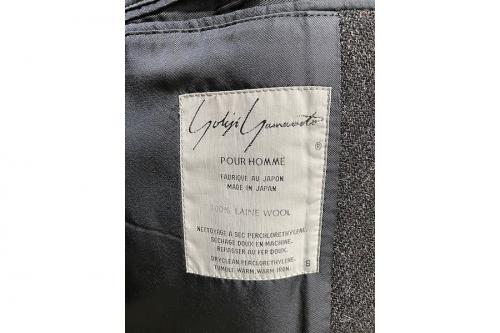 Yohji Yamamoto
®
POUR HOMME
FABRIQUE AU JAPON
MADE IN JAPAN
100% LAINE WOOL
NETTOYAGE A SEC PERCHLORETHYLENE.
SECHAGE DOUX EN MACHINE.
REPASSER AU FER DOUX.
DRYCLEAN PERCLORETHYLENE-
TUMBLE WARM, WARM IRON.
S